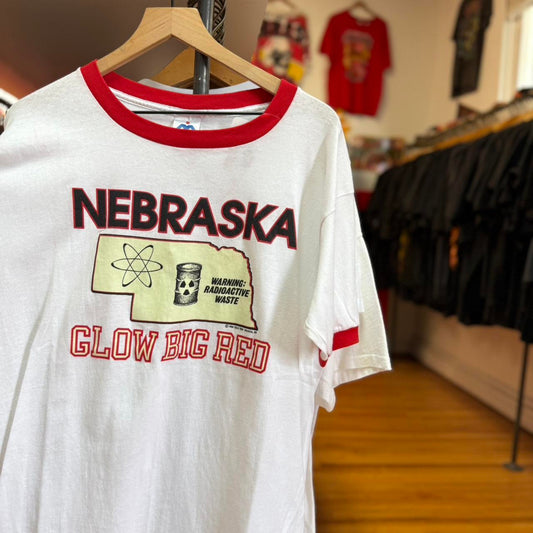 NEBRASKA
WARNING:
RADIOACTIVE
WASTE
GLOW BIG RED